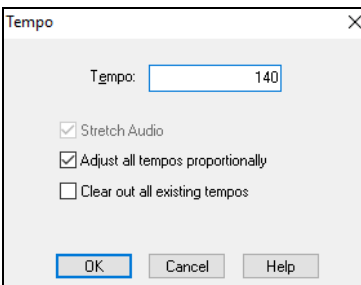 Tempo
Tempo: 140
Stretch Audio
Adjust all tempos proportionally
Clear out all existing tempos
OK Cancel Help